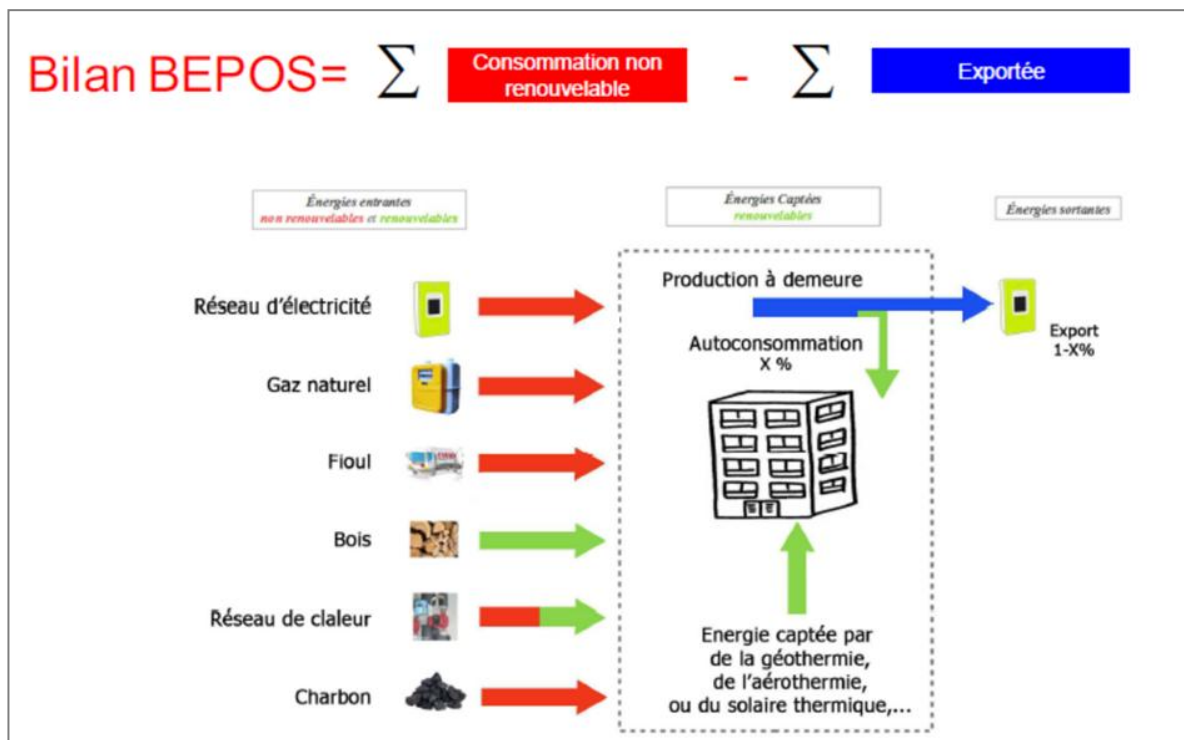 Bilan BEPOS= ∑ Consommation non renouvelable - ∑ Exportée
Énergies entrantes
non renouvelables et renouvelables
Énergies Captées
renouvelables
Énergies sortantes
Réseau d'électricité
Gaz naturel
Fioul
Bois
Réseau de claleur
Charbon
Production à demeure
Autoconsommation
X %
Export
1-X%
Energie captée par
de la géothermie,
de l'aérothermie,
ou du solaire thermique,...